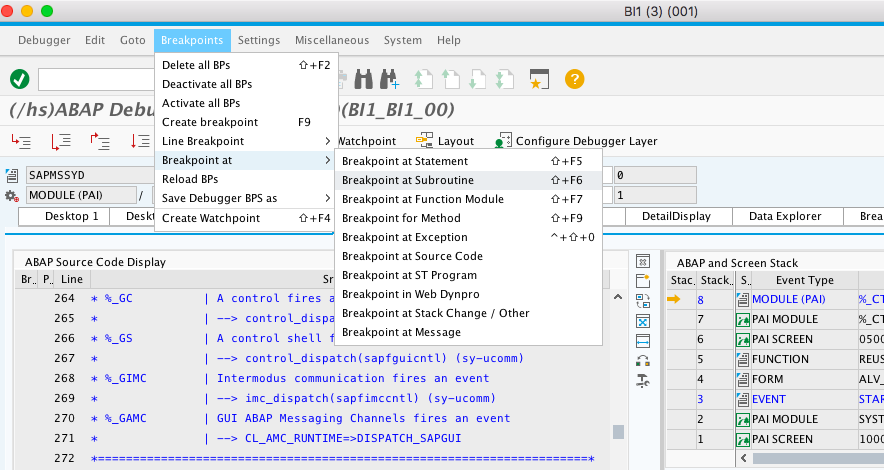 BI1 (3) (001)
Debugger Edit Goto Breakpoints Settings Miscellaneous System Help
Delete all BPs ⇧+F2
Deactivate all BPs
Activate all BPs
Create breakpoint F9
Line Breakpoint >
Breakpoint at >
Reload BPs
Save Debugger BPS as >
Create Watchpoint ⇧+F4
Breakpoint at Statement ⇧+F5
Breakpoint at Subroutine ⇧+F6
Breakpoint at Function Module ⇧+F7
Breakpoint for Method ⇧+F9
Breakpoint at Exception ^+⇧+0
Breakpoint at Source Code
Breakpoint at ST Program
Breakpoint in Web Dynpro
Breakpoint at Stack Change / Other
Breakpoint at Message
(/hs)ABAP Debu (BI1_BI1_00)
Watchpoint Layout Configure Debugger Layer
SAPMSSYD 0
MODULE (PAI) / 1
Desktop 1 Deskt DetailDisplay Data Explorer Brea
ABAP Source Code Display
Br.. P.. Line Sr
264 * %_GC | A control fires a
265 * | --> control_dispa
266 * %_GS | A control shell f
267 * | --> control_dispatch(sapfguictl) (sy-ucomm)
268 * %_GIMC | Intermodus communication fires an event
269 * | --> imc_dispatch(sapfimccntl) (sy-ucomm)
270 * %_GAMC | GUI ABAP Messaging Channels fires an event
271 * | --> CL_AMC_RUNTIME=>DISPATCH_SAPGUI
272 *===================================================================*
ABAP and Screen Stack
Stac.. Stack.. S.. Event Type
8 MODULE (PAI) %_CT
7 PAI MODULE %_CT
6 PAI SCREEN 0500
5 FUNCTION REUS
4 FORM ALV_
3 EVENT STAR
2 PAI MODULE SYST
1 PAI SCREEN 1000